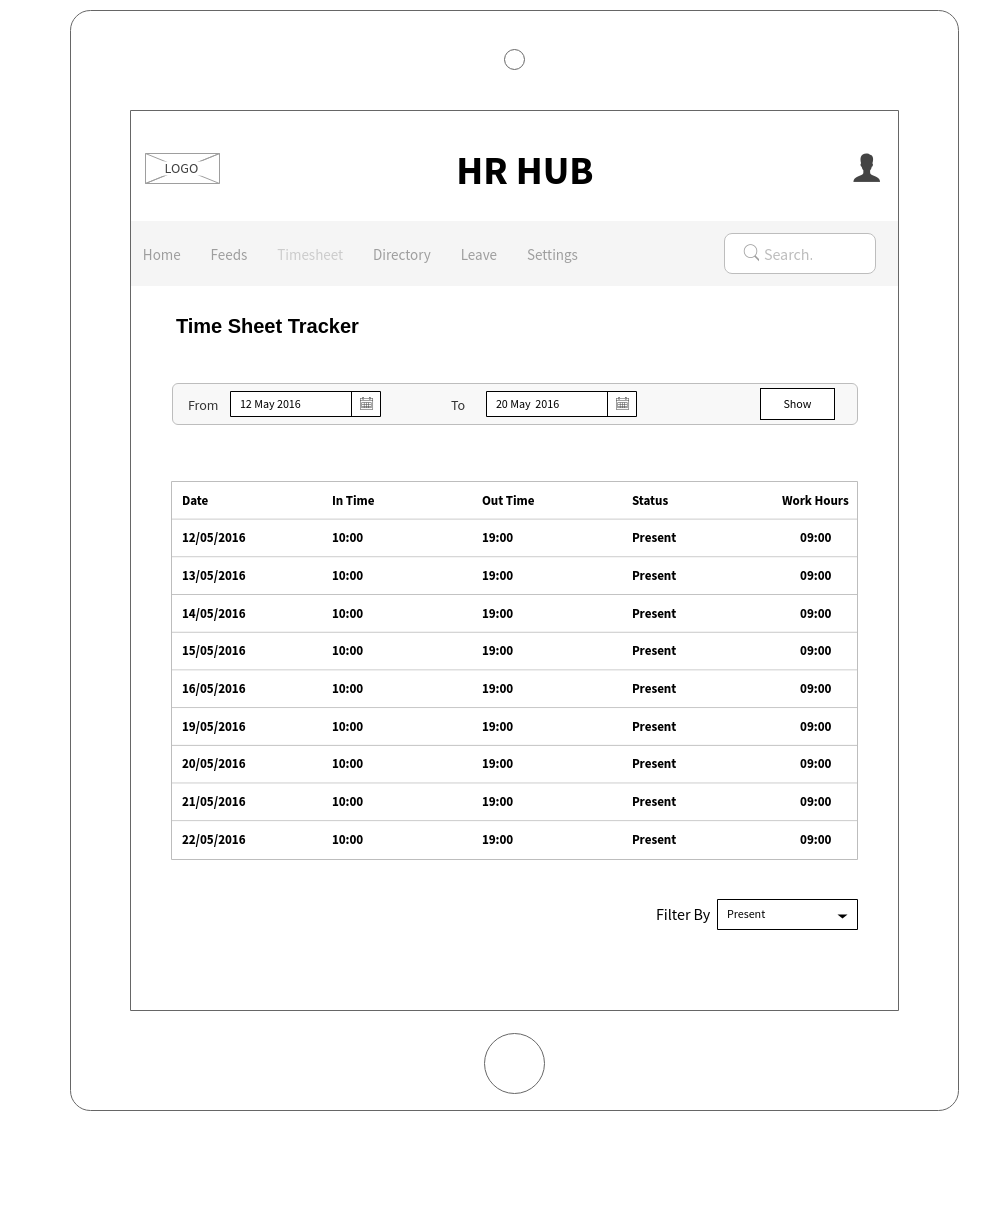 LOGO
HR HUB
Home Feeds Timesheet Directory Leave Settings Search.
Time Sheet Tracker
From 12 May 2016 To 20 May  2016 Show
Date In Time Out Time Status Work Hours
12/05/2016 10:00 19:00 Present 09:00
13/05/2016 10:00 19:00 Present 09:00
14/05/2016 10:00 19:00 Present 09:00
15/05/2016 10:00 19:00 Present 09:00
16/05/2016 10:00 19:00 Present 09:00
19/05/2016 10:00 19:00 Present 09:00
20/05/2016 10:00 19:00 Present 09:00
21/05/2016 10:00 19:00 Present 09:00
22/05/2016 10:00 19:00 Present 09:00
Filter By Present